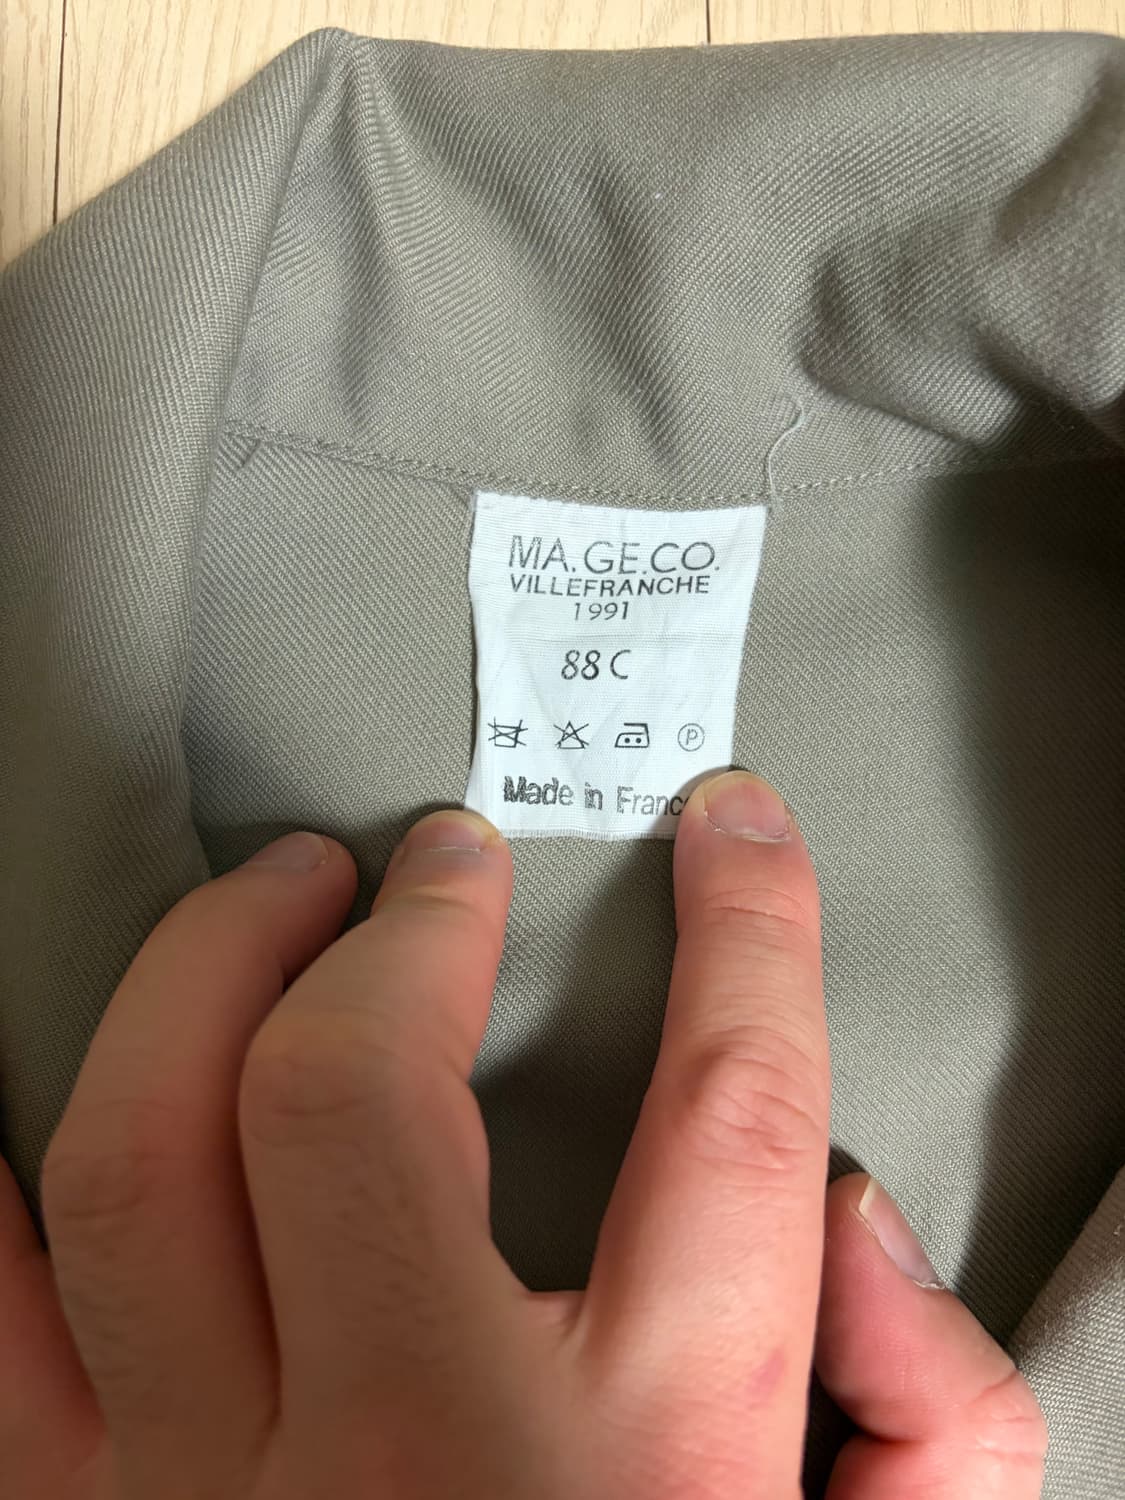 MA.GE.CO.
VILLEFRANCHE
1991
88 C
P
Made in Franc